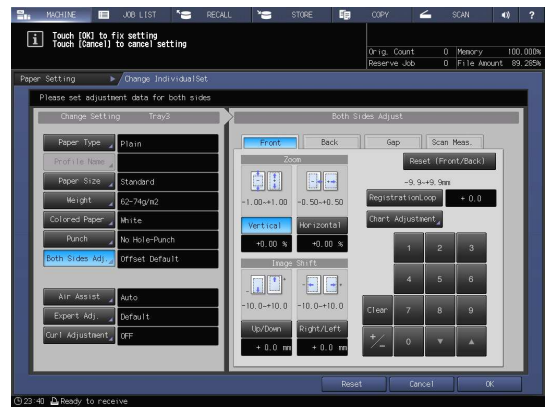 MACHINE JOB LIST RECALL STORE COPY SCAN ?
i Touch [OK] to fix setting
Touch [Cancel] to cancel setting
Orig. Count 0 Memory 100.000%
Reserve Job 0 File Amount 89.285%
Paper Setting Change IndividualSet
Please set adjustment data for both sides
Change Setting Tray3
Paper Type Plain
Profile Name
Paper Size Standard
Weight 62-74g/m2
Colored Paper White
Punch No Hole-Punch
Both Sides Adj. Offset Default
Air Assist Auto
Expert Adj. Default
Curl Adjustment OFF
Both Sides Adjust
Front Back Gap Scan Meas.
Zoom
-1.00~+1.00 -0.50~+0.50
Vertical Horizontal
+0.00 % +0.00 %
Image Shift
-10.0~+10.0 -10.0~+10.0
Up/Down Right/Left
+ 0.0 mm + 0.0 mm
Reset (Front/Back)
-9.9~+9.9mm
RegistrationLoop + 0.0
Chart Adjustment
1 2 3
4 5 6
Clear 7 8 9
+/- 0 ▼ ▲
Reset Cancel OK
23:40 Ready to receive